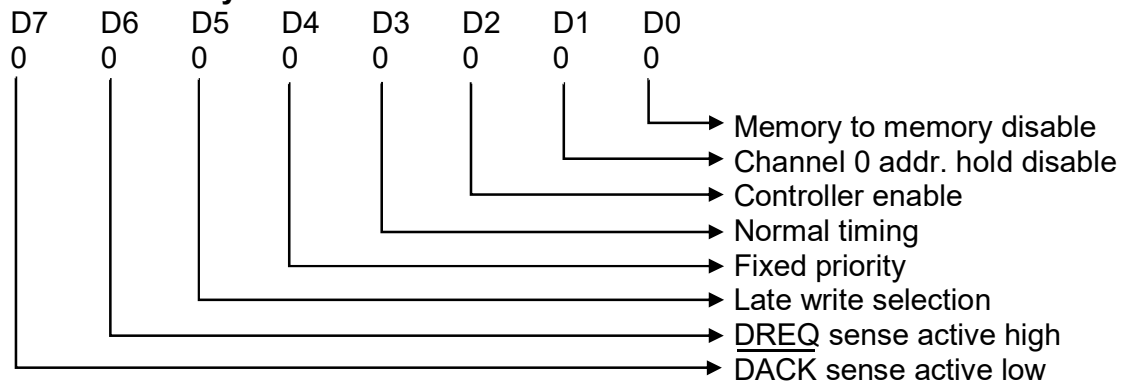 D7 D6 D5 D4 D3 D2 D1 D0
0 0 0 0 0 0 0 0
Memory to memory disable
Channel 0 addr. hold disable
Controller enable
Normal timing
Fixed priority
Late write selection
DREQ sense active high
DACK sense active low